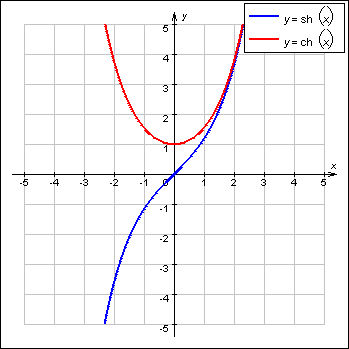 y
y = sh (x)
y = ch (x)
5
4
3
2
1
x
-5 -4 -3 -2 -1 0 1 2 3 4 5
-1
-2
-3
-4
-5